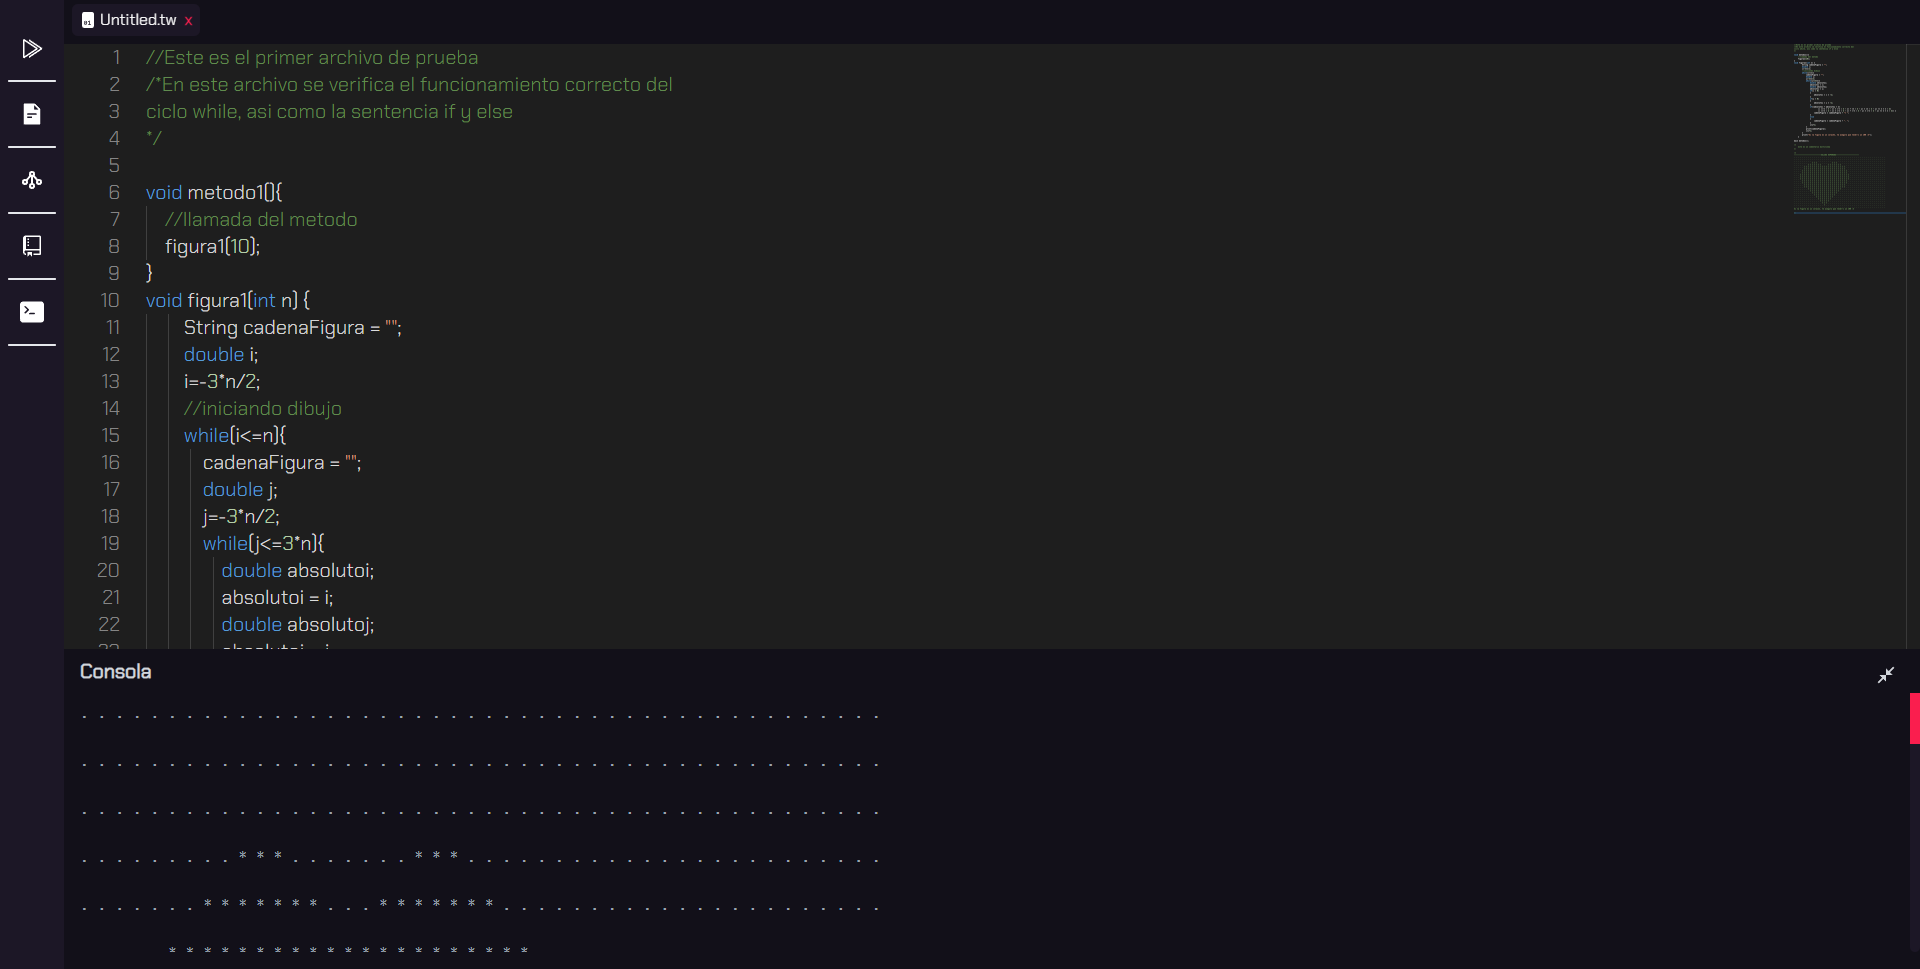 Untitled.tw x
1 //Este es el primer archivo de prueba
2 /*En este archivo se verifica el funcionamiento correcto del
3 ciclo while, asi como la sentencia if y else
4 */
5
6 void metodo1(){
7 //llamada del metodo
8 figura1(10);
9 }
10 void figura1(int n) {
11 String cadenaFigura = "";
12 double i;
13 i=-3*n/2;
14 //iniciando dibujo
15 while(i<=n){
16 cadenaFigura = "";
17 double j;
18 j=-3*n/2;
19 while(j<=3*n){
20 double absolutoi;
21 absolutoi = i;
22 double absolutoj;
Consola
. . . . . . . . . . . . . . . . . . . . . . . . . . . . . . . . . . . . . . . . . . . . . .
. . . . . . . . . . . . . . . . . . . . . . . . . . . . . . . . . . . . . . . . . . . . . .
. . . . . . . . . . . . . . . . . . . . . . . . . . . . . . . . . . . . . . . . . . . . . .
. . . . . . . . . * * * . . . . . . . * * * . . . . . . . . . . . . . . . . . . . . . . . .
. . . . . . . * * * * * * * . . . * * * * * * * . . . . . . . . . . . . . . . . . . . . . .
* * * * * * * * * * * * * * * * * * * * *